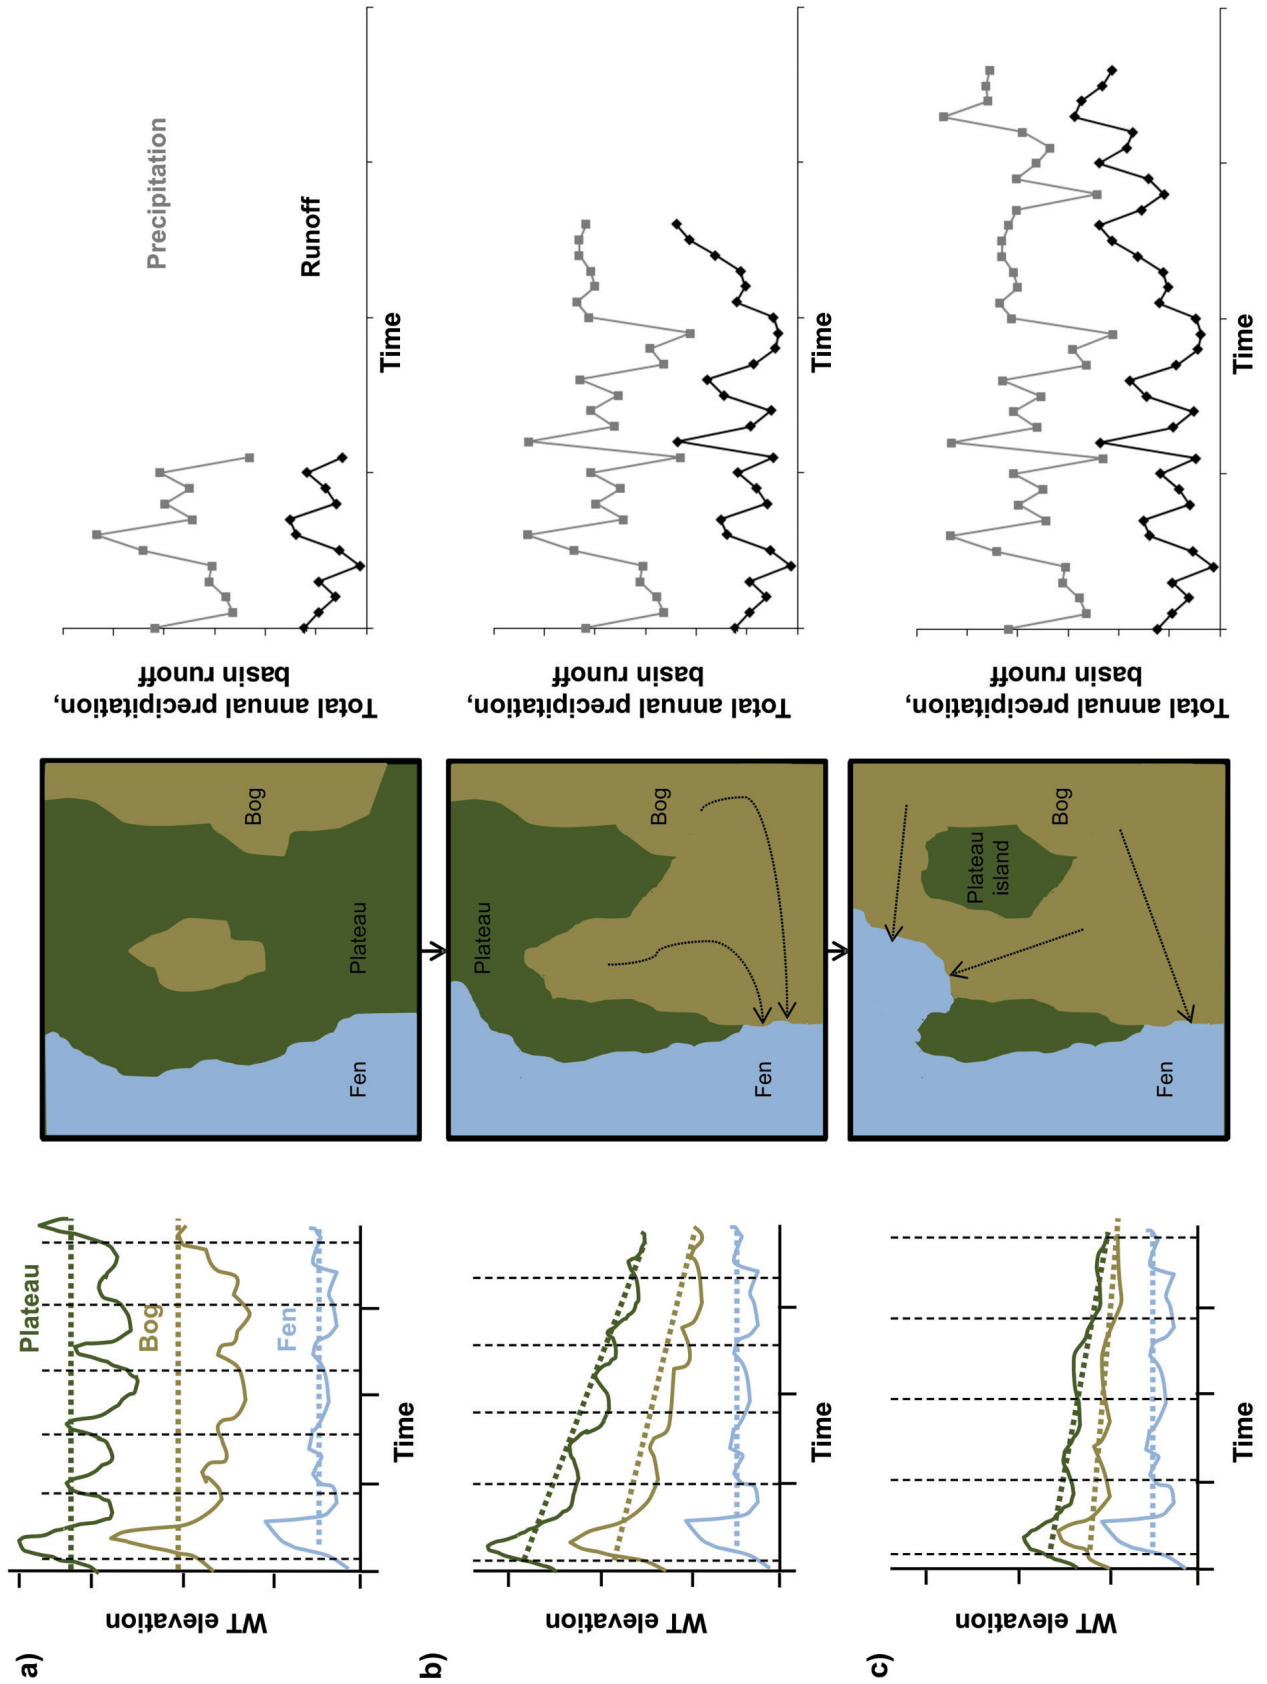 a)
WT elevation
Plateau
Bog
Fen
Time
Fen
Plateau
Bog
Total annual precipitation,
basin runoff
Precipitation
Runoff
Time
b)
WT elevation
Time
Fen
Plateau
Bog
Total annual precipitation,
basin runoff
Time
c)
WT elevation
Time
Fen
Plateau
island
Bog
Total annual precipitation,
basin runoff
Time